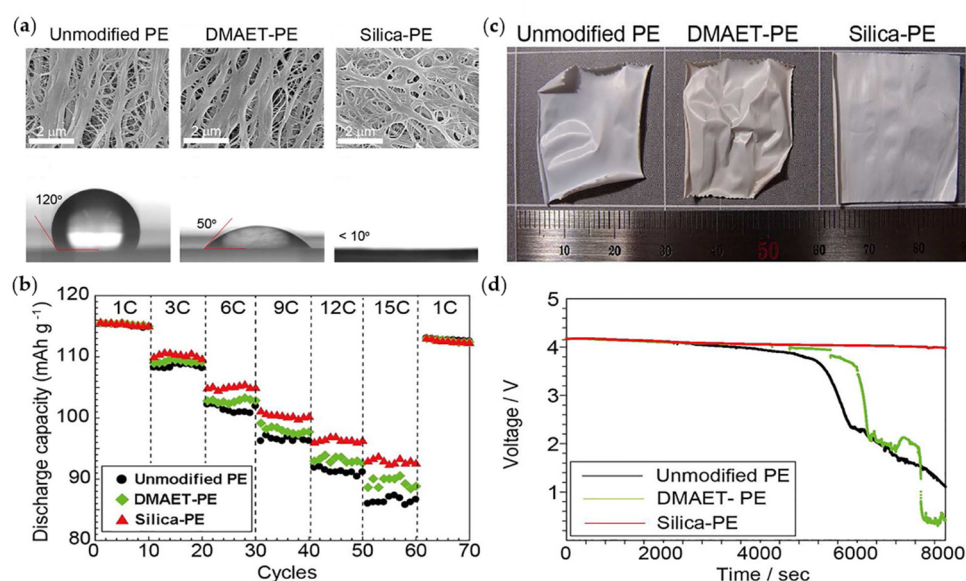 (a)
Unmodified PE DMAET-PE Silica-PE
2 μm 2 μm 2 μm
120° 50° < 10°
(b)
120
110
100
90
80
Discharge capacity (mAh g⁻¹)
1C 3C 6C 9C 12C 15C 1C
Unmodified PE
DMAET-PE
Silica-PE
0 10 20 30 40 50 60 70
Cycles
(c)
Unmodified PE DMAET-PE Silica-PE
10 20 30 40 50 60 70 80
(d)
5
4
3
2
1
Voltage / V
Unmodified PE
DMAET- PE
Silica-PE
0 2000 4000 6000 8000
Time / sec